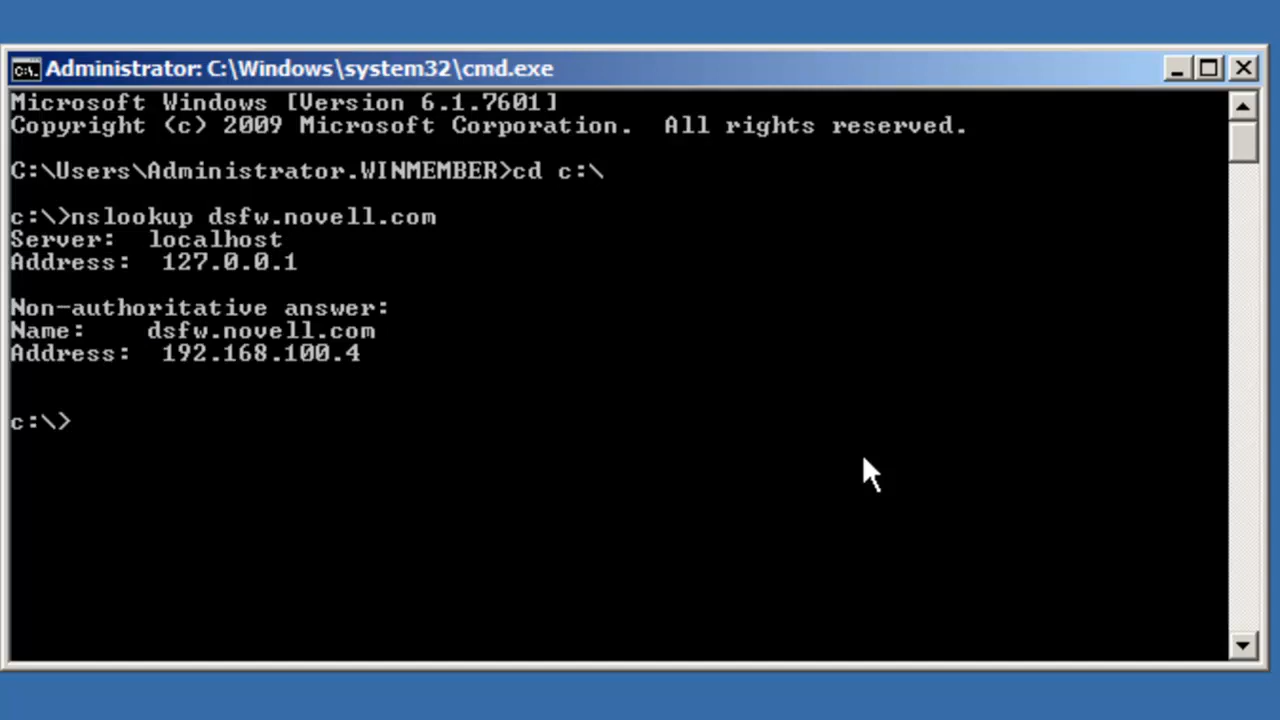 Administrator: C:\Windows\system32\cmd.exe
Microsoft Windows [Version 6.1.7601]
Copyright (c) 2009 Microsoft Corporation.  All rights reserved.
C:\Users\Administrator.WINMEMBER>cd c:\
c:\>nslookup dsfw.novell.com
Server:  localhost
Address:  127.0.0.1
Non-authoritative answer:
Name:    dsfw.novell.com
Address:  192.168.100.4
c:\>